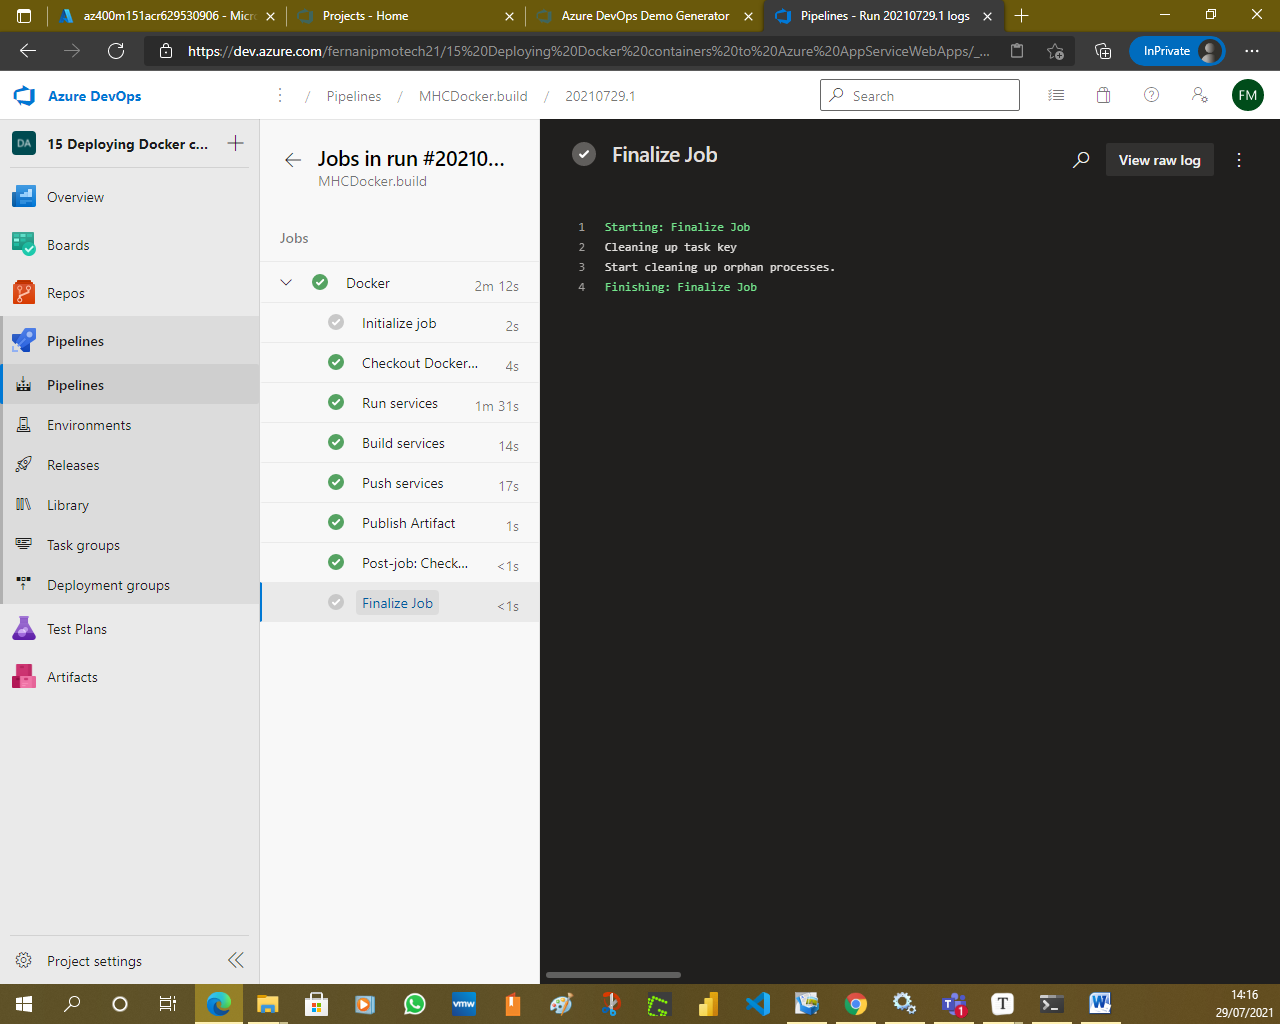 az400m151acr629530906 - Micr
Projects - Home
Azure DevOps Demo Generator
Pipelines - Run 20210729.1 logs
https://dev.azure.com/fernanipmotech21/15%20Deploying%20Docker%20containers%20to%20Azure%20AppServiceWebApps/_...
InPrivate
Azure DevOps
/ Pipelines / MHCDocker.build / 20210729.1
Search
FM
DA
15 Deploying Docker c...
Overview
Boards
Repos
Pipelines
Pipelines
Environments
Releases
Library
Task groups
Deployment groups
Test Plans
Artifacts
Project settings
Jobs in run #20210...
MHCDocker.build
Jobs
Docker 2m 12s
Initialize job 2s
Checkout Docker... 4s
Run services 1m 31s
Build services 14s
Push services 17s
Publish Artifact 1s
Post-job: Check... <1s
Finalize Job <1s
Finalize Job
View raw log
1 Starting: Finalize Job
2 Cleaning up task key
3 Start cleaning up orphan processes.
4 Finishing: Finalize Job
vmw
1
T
W
14:16
29/07/2021